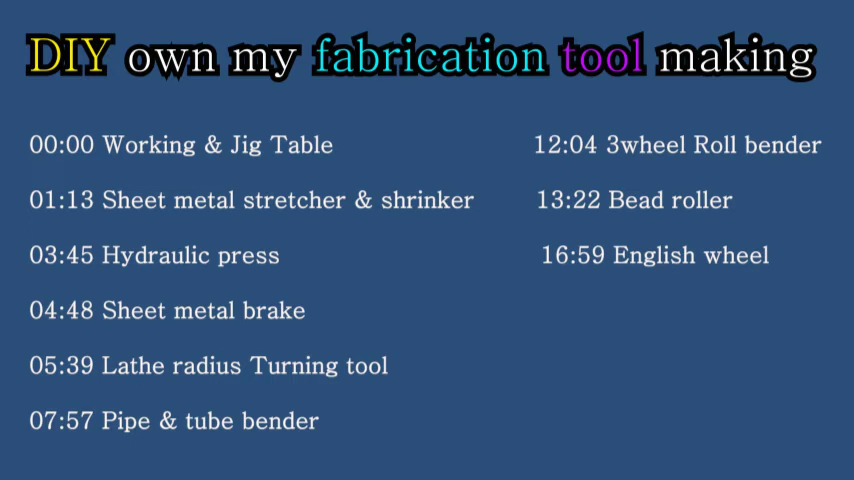 DIY own my fabrication tool making
00:00 Working & Jig Table
01:13 Sheet metal stretcher & shrinker
03:45 Hydraulic press
04:48 Sheet metal brake
05:39 Lathe radius Turning tool
07:57 Pipe & tube bender
12:04 3wheel Roll bender
13:22 Bead roller
16:59 English wheel